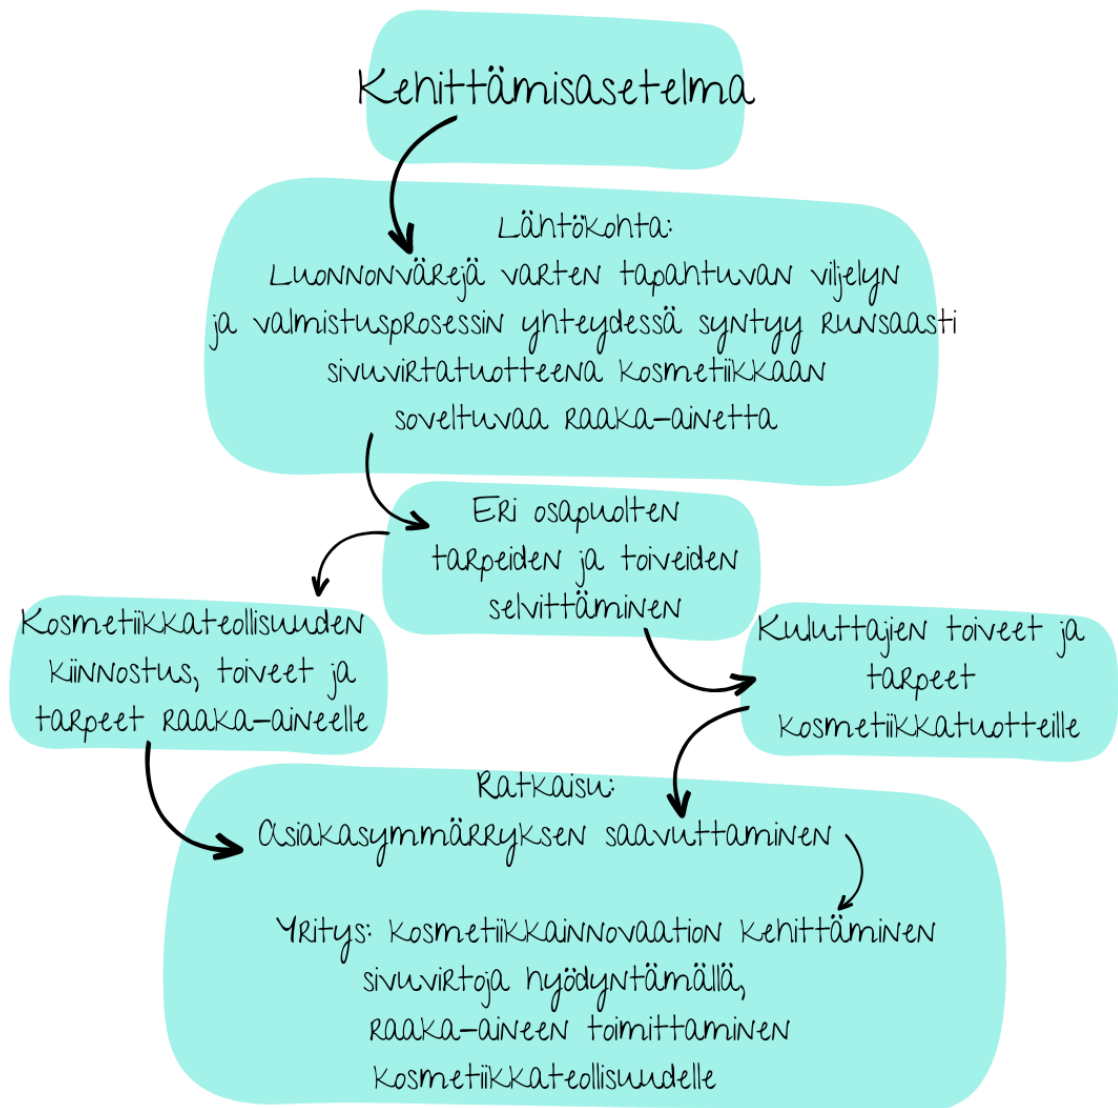 Kehittämisasetelma
Lähtökohta:
Luonnonvärejä varten tapahtuvan viljelyn
ja valmistusprosessin yhteydessä syntyy runsaasti
sivuvirtatuotteena kosmetiikkaan
soveltuvaa raaka-ainetta
Eri osapuolten
tarpeiden ja toiveiden
selvittäminen
Kosmetiikkateollisuuden
kiinnostus, toiveet ja
tarpeet raaka-aineelle
Kuluttajien toiveet ja
tarpeet
kosmetiikkatuotteille
Ratkaisu:
Asiakasymmärryksen saavuttaminen
Yritys: kosmetiikkainnovaation kehittäminen
sivuvirtoja hyödyntämällä,
raaka-aineen toimittaminen
kosmetiikkateollisuudelle